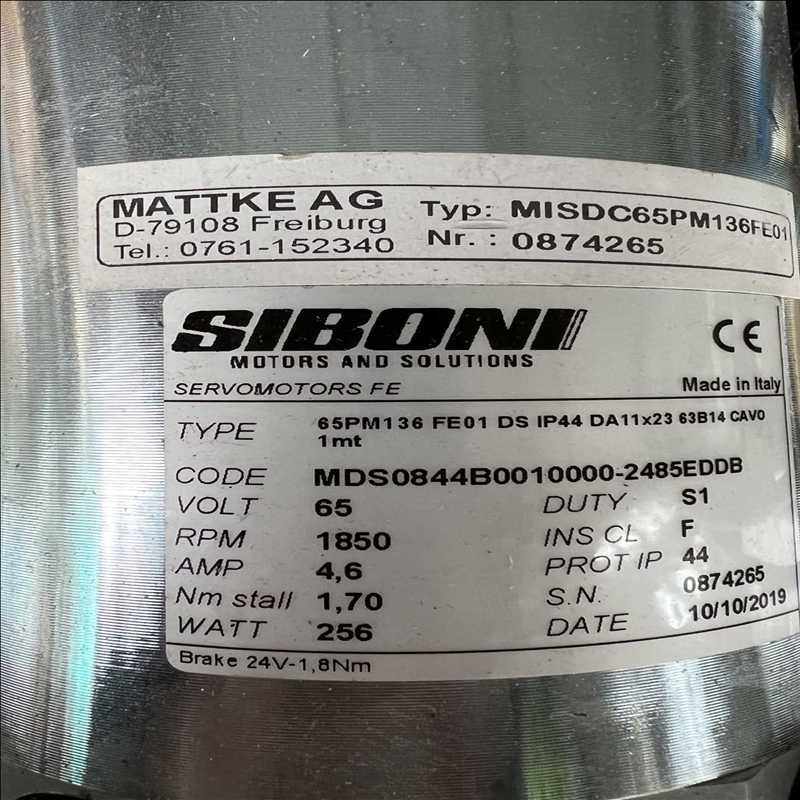 MATTKE AG
D-79108 Freiburg
Tel.: 0761-152340
Typ: MISDC65PM136FE01
Nr. : 0874265
SIBONI
MOTORS AND SOLUTIONS
CE
SERVOMOTORS FE
Made in Italy
TYPE 65PM136 FE01 DS IP44 DA11x23 63B14 CAVO
1mt
CODE MDS0844B0010000-2485EDDB
VOLT 65 DUTY S1
RPM 1850 INS CL F
AMP 4,6 PROT IP 44
Nm stall 1,70 S.N. 0874265
WATT 256 DATE 10/10/2019
Brake 24V-1,8Nm